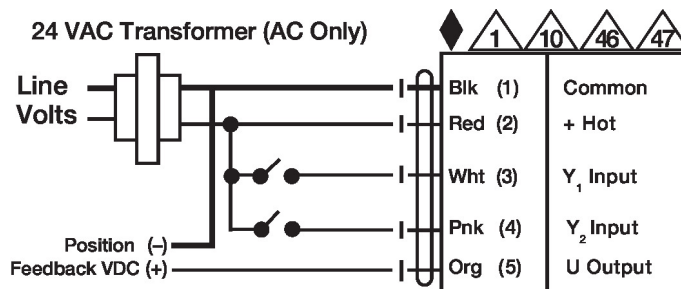 24 VAC Transformer (AC Only)
1 10 46 47
Line Volts
Blk (1) Common
Red (2) + Hot
Wht (3) Y1 Input
Pnk (4) Y2 Input
Position (–)
Feedback VDC (+)
Org (5) U Output